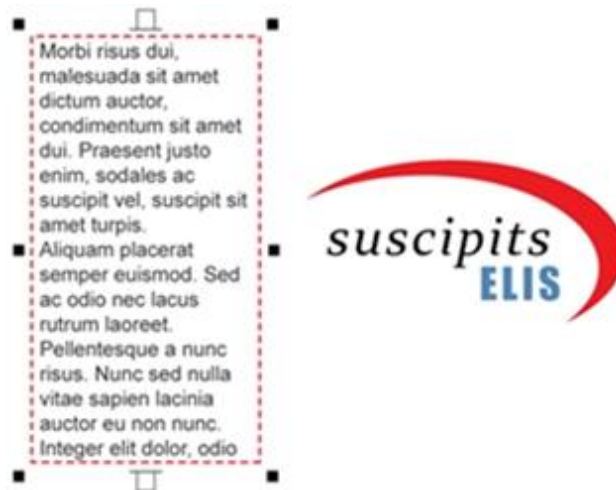 Morbi risus dui,
malesuada sit amet
dictum auctor,
condimentum sit amet
dui. Praesent justo
enim, sodales ac
suscipit vel, suscipit sit
amet turpis.
Aliquam placerat
semper euismod. Sed
ac odio nec lacus
rutrum laoreet.
Pellentesque a nunc
risus. Nunc sed nulla
vitae sapien lacinia
auctor eu non nunc.
Integer elit dolor, odio
suscipits
ELIS